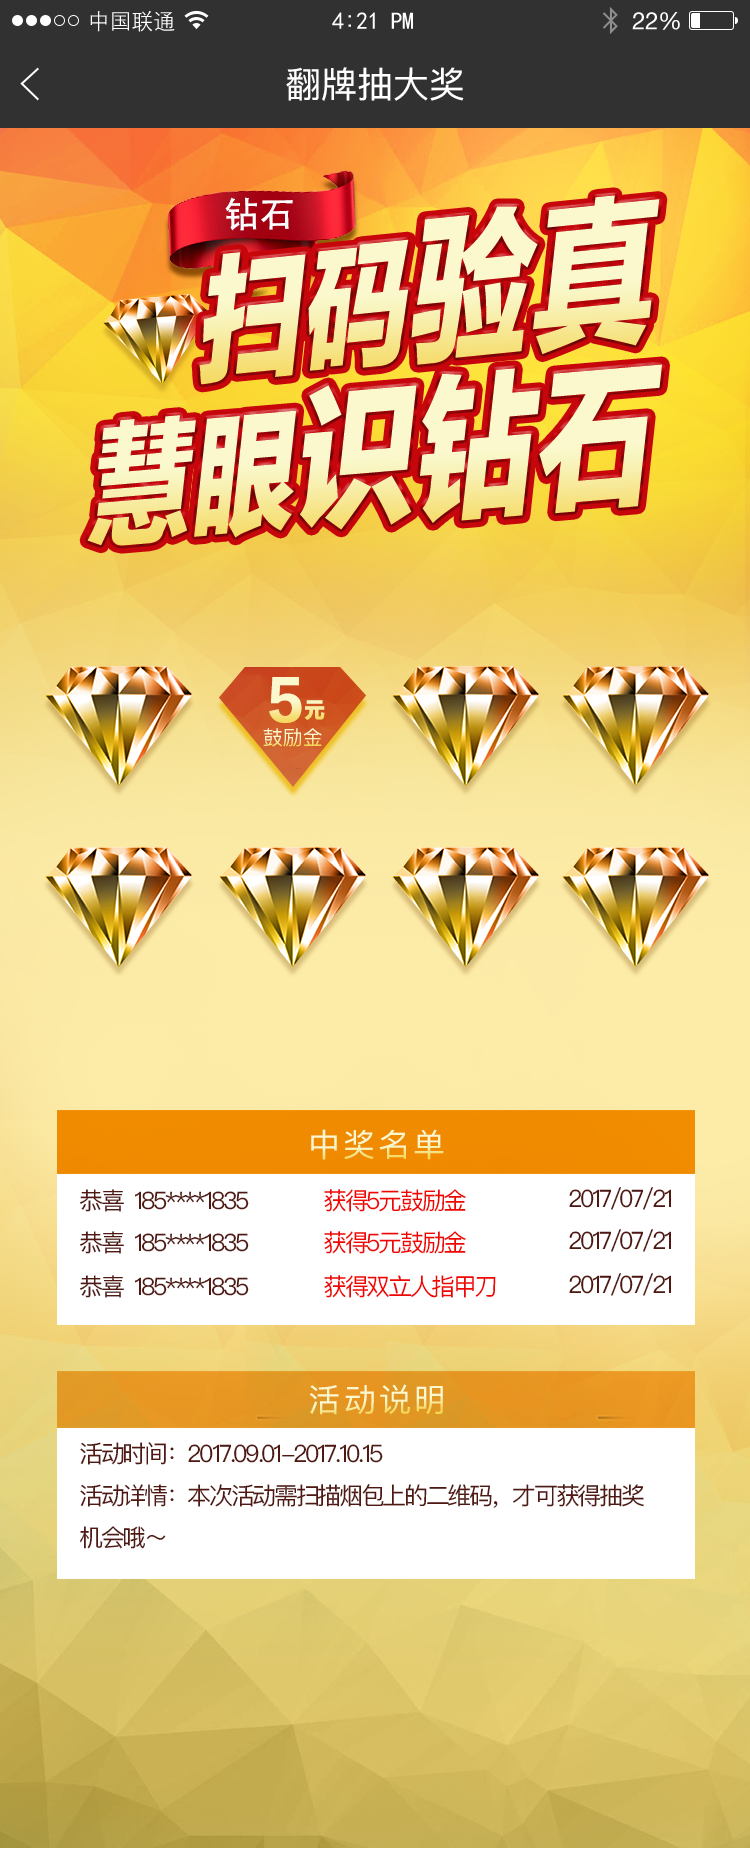 中国联通 4:21 PM 22%
翻牌抽大奖
钻石
扫码验真
慧眼识钻石
5元
鼓励金
中奖名单
恭喜 185****1835 获得5元鼓励金 2017/07/21
恭喜 185****1835 获得5元鼓励金 2017/07/21
恭喜 185****1835 获得双立人指甲刀 2017/07/21
活动说明
活动时间：2017.09.01-2017.10.15
活动详情：本次活动需扫描烟包上的二维码，才可获得抽奖
机会哦～